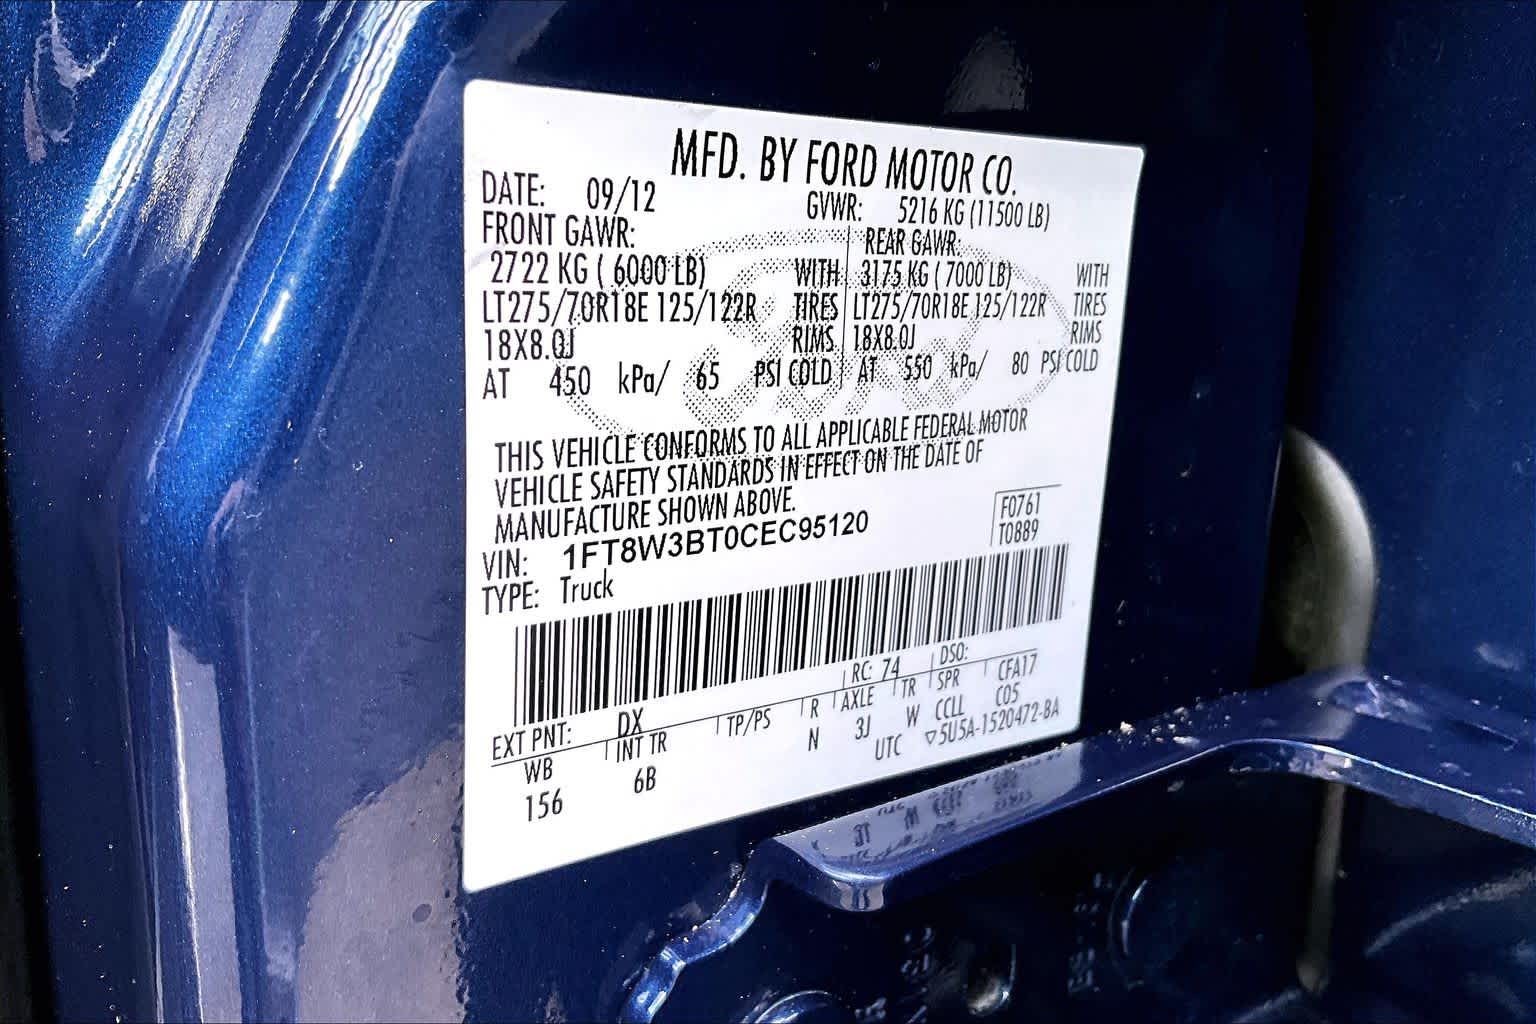 MFD. BY FORD MOTOR CO.
DATE: 09/12 GVWR: 5216 KG (11500 LB)
FRONT GAWR: REAR GAWR:
2722 KG ( 6000 LB) WITH 3175 KG ( 7000 LB) WITH
LT275/70R18E 125/122R TIRES LT275/70R18E 125/122R TIRES
18X8.0J RIMS 18X8.0J RIMS
AT 450 kPa/ 65 PSI COLD AT 550 kPa/ 80 PSI COLD
THIS VEHICLE CONFORMS TO ALL APPLICABLE FEDERAL MOTOR
VEHICLE SAFETY STANDARDS IN EFFECT ON THE DATE OF
MANUFACTURE SHOWN ABOVE.
F0761
VIN: 1FT8W3BT0CEC95120 T0889
TYPE: Truck
EXT PNT: DX RC: 74 DSO:
WB INT TR TP/PS R AXLE TR SPR CFA17
156 6B N 3J W CCLL C05
UTC ▽5U5A-1520472-BA